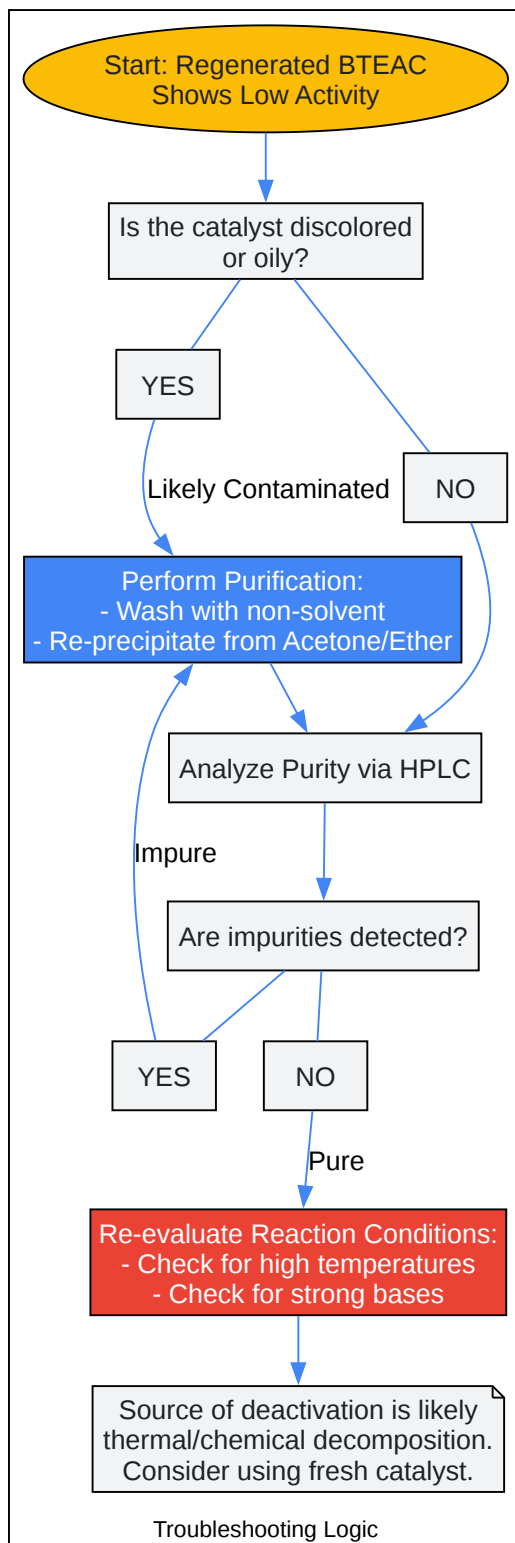 Start: Regenerated BTEAC
Shows Low Activity
Is the catalyst discolored
or oily?
YES
Likely Contaminated
NO
Perform Purification:
- Wash with non-solvent
- Re-precipitate from Acetone/Ether
Analyze Purity via HPLC
Impure
Are impurities detected?
YES
NO
Pure
Re-evaluate Reaction Conditions:
- Check for high temperatures
- Check for strong bases
Source of deactivation is likely
thermal/chemical decomposition.
Consider using fresh catalyst.
Troubleshooting Logic